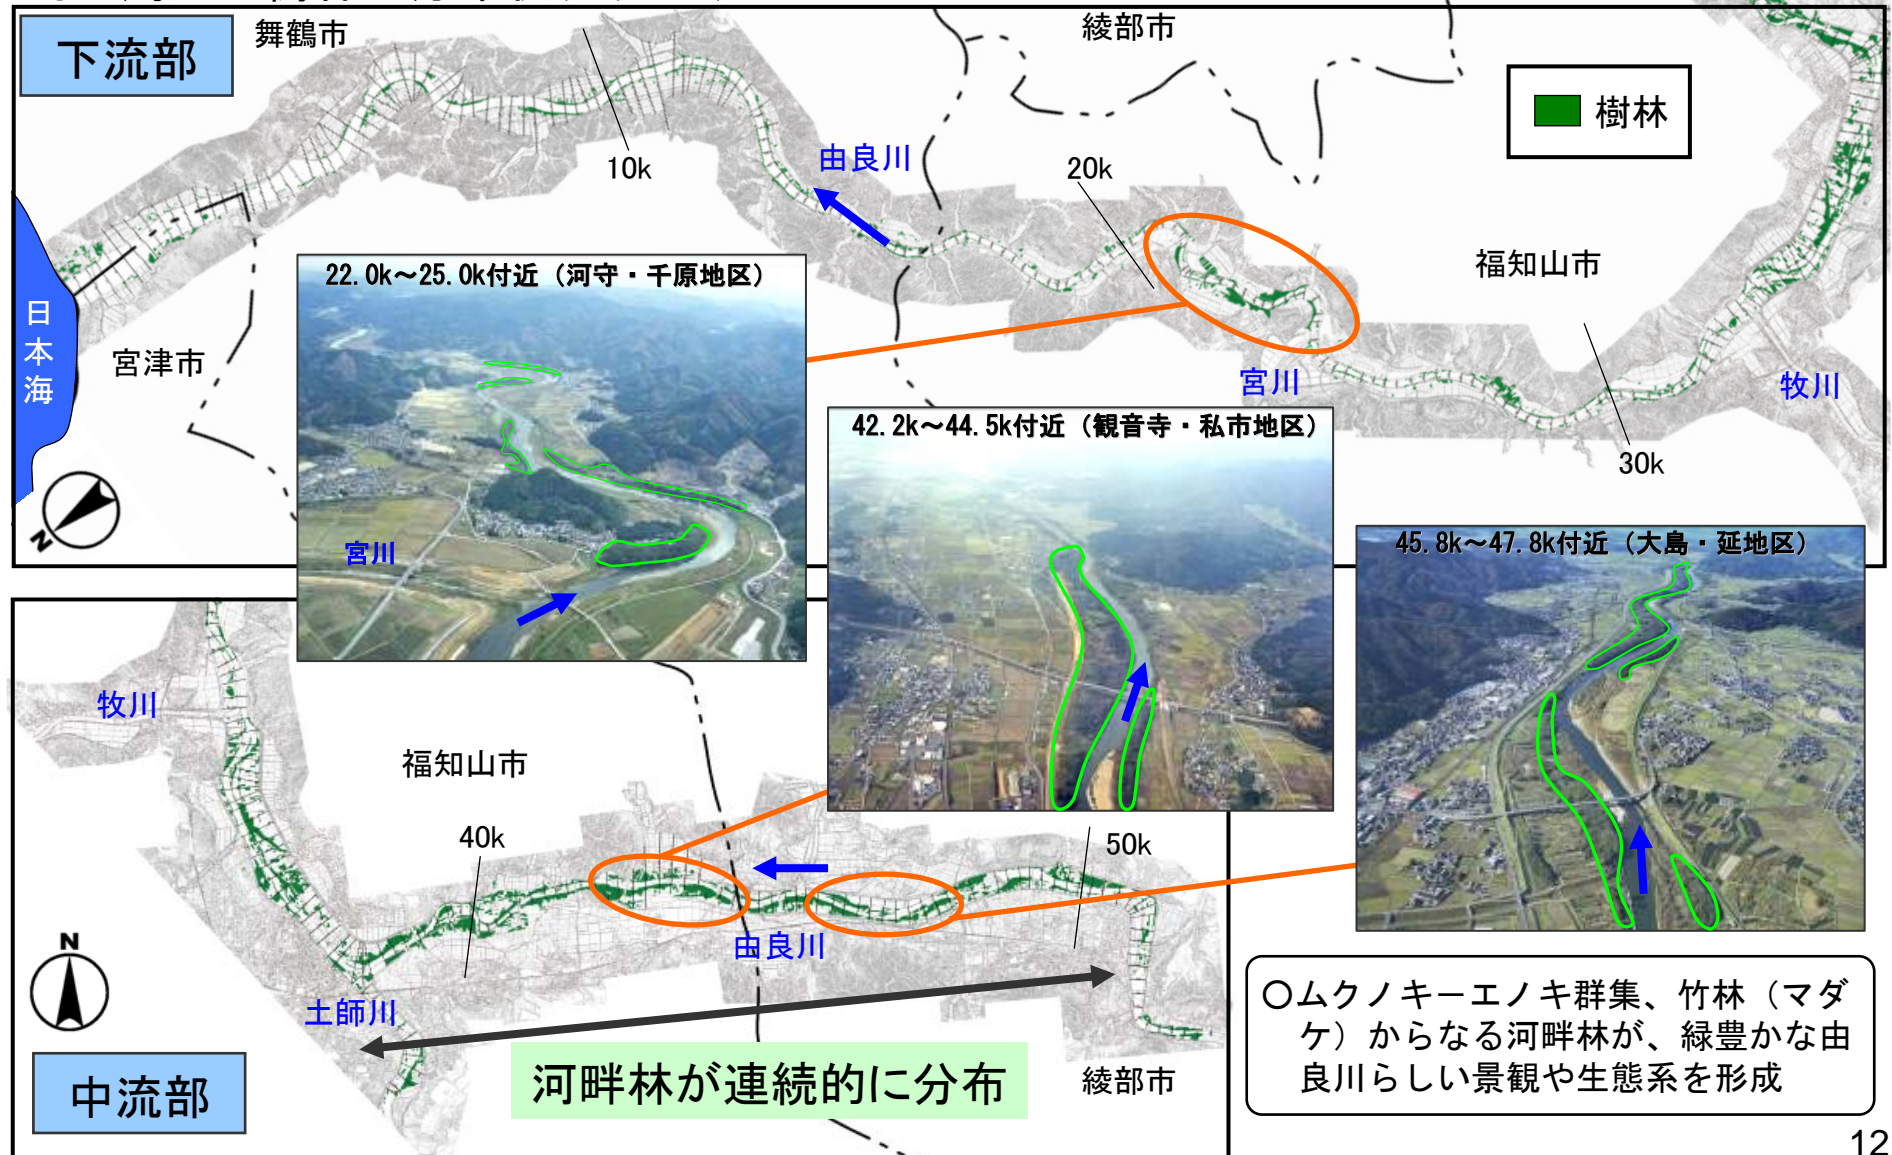 下流部
舞鶴市
綾部市
樹林
10k
由良川
20k
福知山市
22.0k～25.0k付近（河守・千原地区）
日本海
宮津市
宮川
牧川
30k
N
宮川
42.2k～44.5k付近（観音寺・私市地区）
45.8k～47.8k付近（大島・延地区）
牧川
福知山市
40k
50k
由良川
N
土師川
中流部
河畔林が連続的に分布
綾部市
〇ムクノキーエノキ群集、竹林（マダ
ケ）からなる河畔林が、緑豊かな由
良川らしい景観や生態系を形成
12